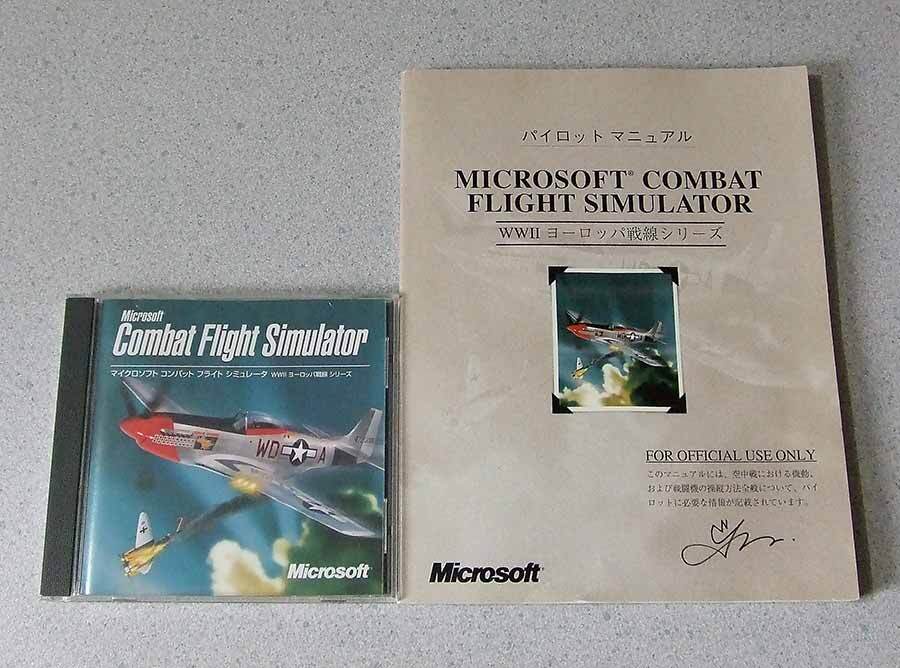 Microsoft
Combat Flight Simulator
マイクロソフト コンバット フライト シミュレータ WWII ヨーロッパ戦線 シリーズ
WD A
Microsoft
パイロット マニュアル
MICROSOFT® COMBAT
FLIGHT SIMULATOR
WWII ヨーロッパ戦線シリーズ
FOR OFFICIAL USE ONLY
このマニュアルには、空中戦における機動、
および戦闘機の操縦方法全般について、パイ
ロットに必要な情報が記載されています。
Microsoft